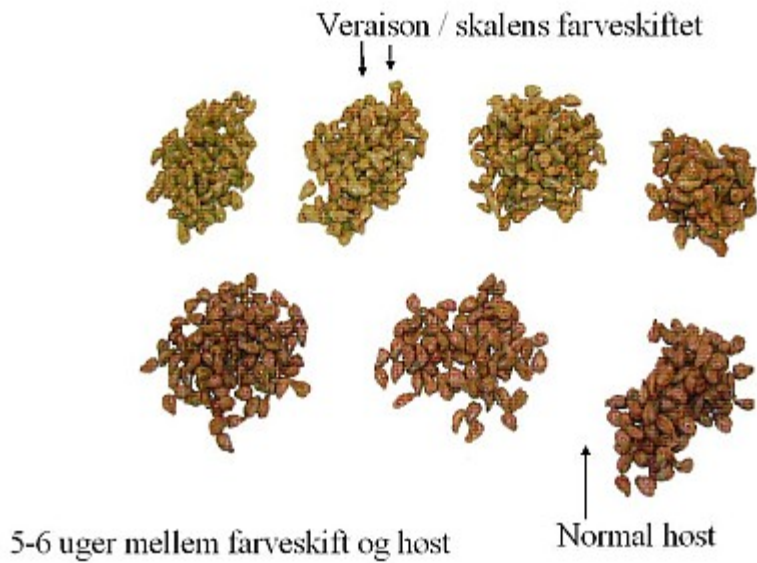 Veraison / skalens farveskiftet
5-6 uger mellem farveskift og høst
Normal høst